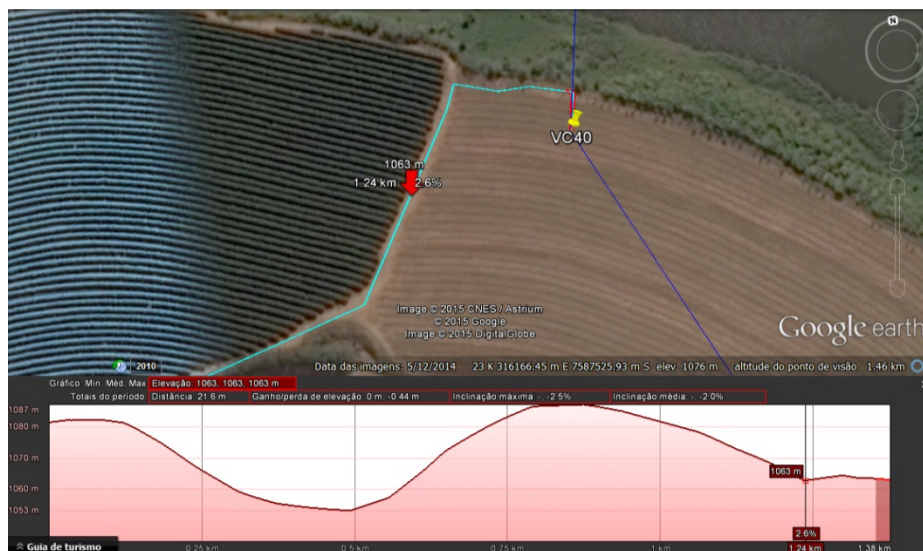 N
VC40
1063 m
1.24 km 2.6%
Image © 2015 CNES / Astrium
© 2015 Google
Image © 2015 DigitalGlobe
Google earth
2010
Data das imagens: 5/12/2014 23 K 316166.45 m E 7587525.93 m S elev 1076 m altitude do ponto de visão 1.46 km
Gráfico Mín. Méd. Máx Elevação: 1063, 1063, 1063 m
Totais do período Distância: 21.6 m Ganho/perda de elevação 0 m, -0.44 m Inclinação máxima -, -2.5% Inclinação média -, -2.0%
1087 m
1080 m
1070 m
1060 m
1053 m
1063 m
2.6%
Guia de turismo 0.25 km 0.5 km 0.75 km 1 km 1.24 km 1.38 km